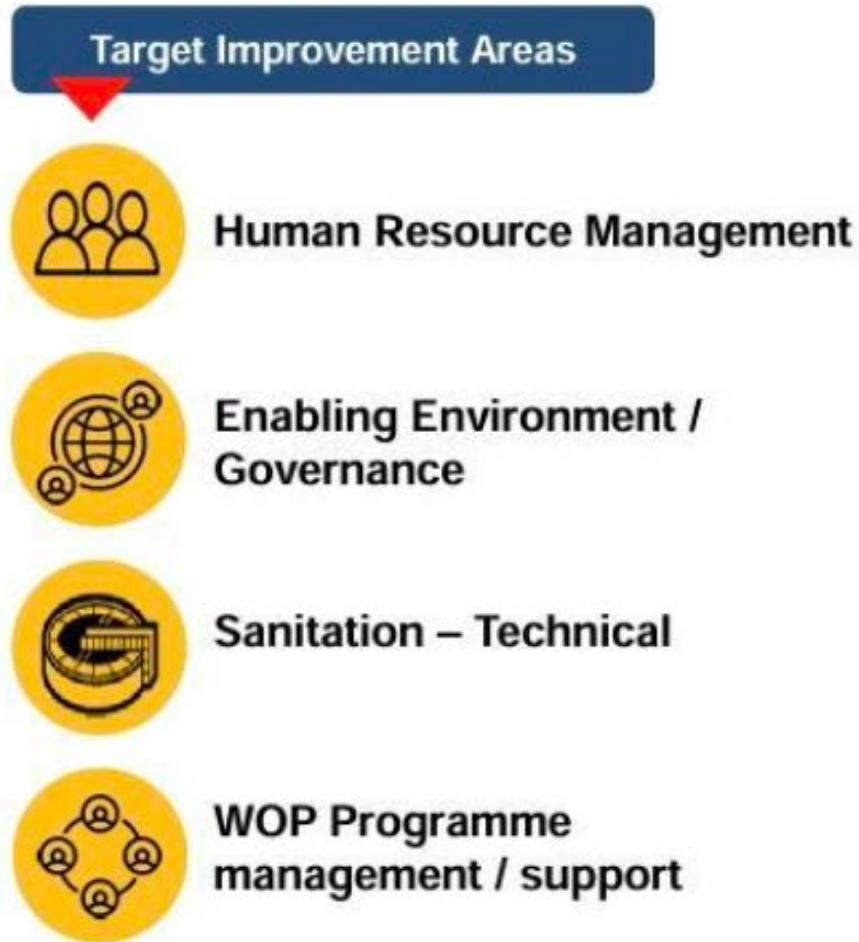 Target Improvement Areas
Human Resource Management
Enabling Environment /
Governance
Sanitation – Technical
WOP Programme
management / support